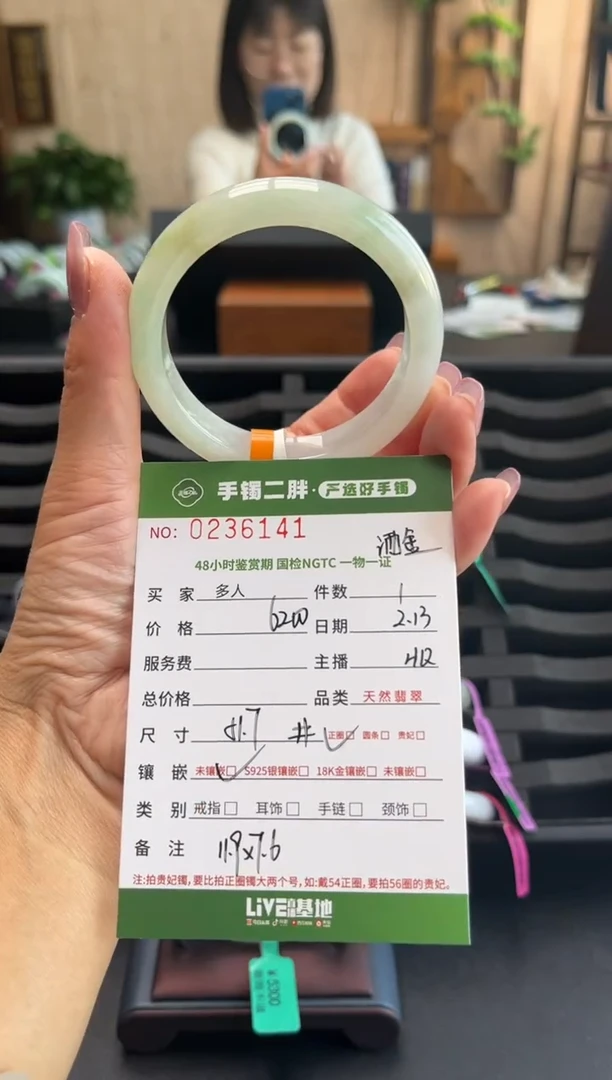 手镯二胖·严选好手镯
NO: 0236141
洒金
48小时鉴赏期 国检NGTC 一物一证
买 家 多人 件数 1
价 格 6200 日期 2.13
服务费 主播
总价格 品类 天然翡翠
尺 寸 51.7 正圈□ 圆条□ 贵妃□
镶 嵌 未镶嵌□ S925银镶嵌□ 18K金镶嵌□ 未镶嵌□
类 别 戒指□ 耳饰□ 手链□ 颈饰□
备 注 11.9x7.6
注:拍贵妃镯,要比拍正圈镯大两个号,如:戴54正圈,要拍56圈的贵妃。
LiVE 基地
¥5300